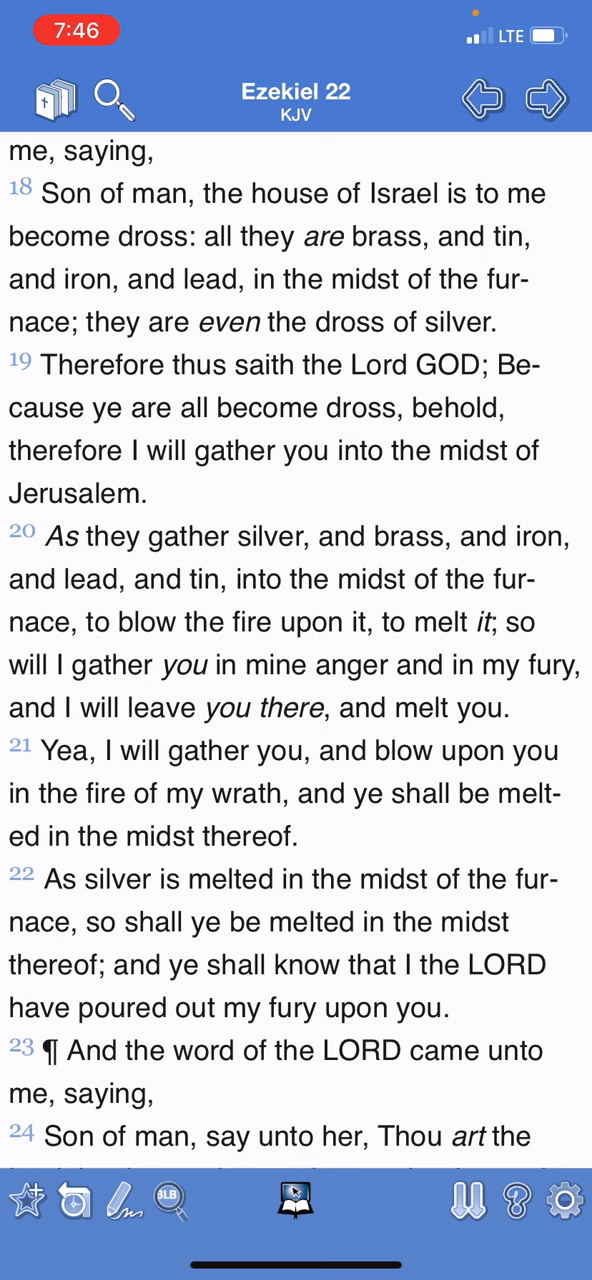 7:46
LTE
Ezekiel 22
KJV
me, saying,
18 Son of man, the house of Israel is to me
become dross: all they are brass, and tin,
and iron, and lead, in the midst of the fur-
nace; they are even the dross of silver.
19 Therefore thus saith the Lord GOD; Be-
cause ye are all become dross, behold,
therefore I will gather you into the midst of
Jerusalem.
20 As they gather silver, and brass, and iron,
and lead, and tin, into the midst of the fur-
nace, to blow the fire upon it, to melt it; so
will I gather you in mine anger and in my fury,
and I will leave you there, and melt you.
21 Yea, I will gather you, and blow upon you
in the fire of my wrath, and ye shall be melt-
ed in the midst thereof.
22 As silver is melted in the midst of the fur-
nace, so shall ye be melted in the midst
thereof; and ye shall know that I the LORD
have poured out my fury upon you.
23 ¶ And the word of the LORD came unto
me, saying,
24 Son of man, say unto her, Thou art the
BLB